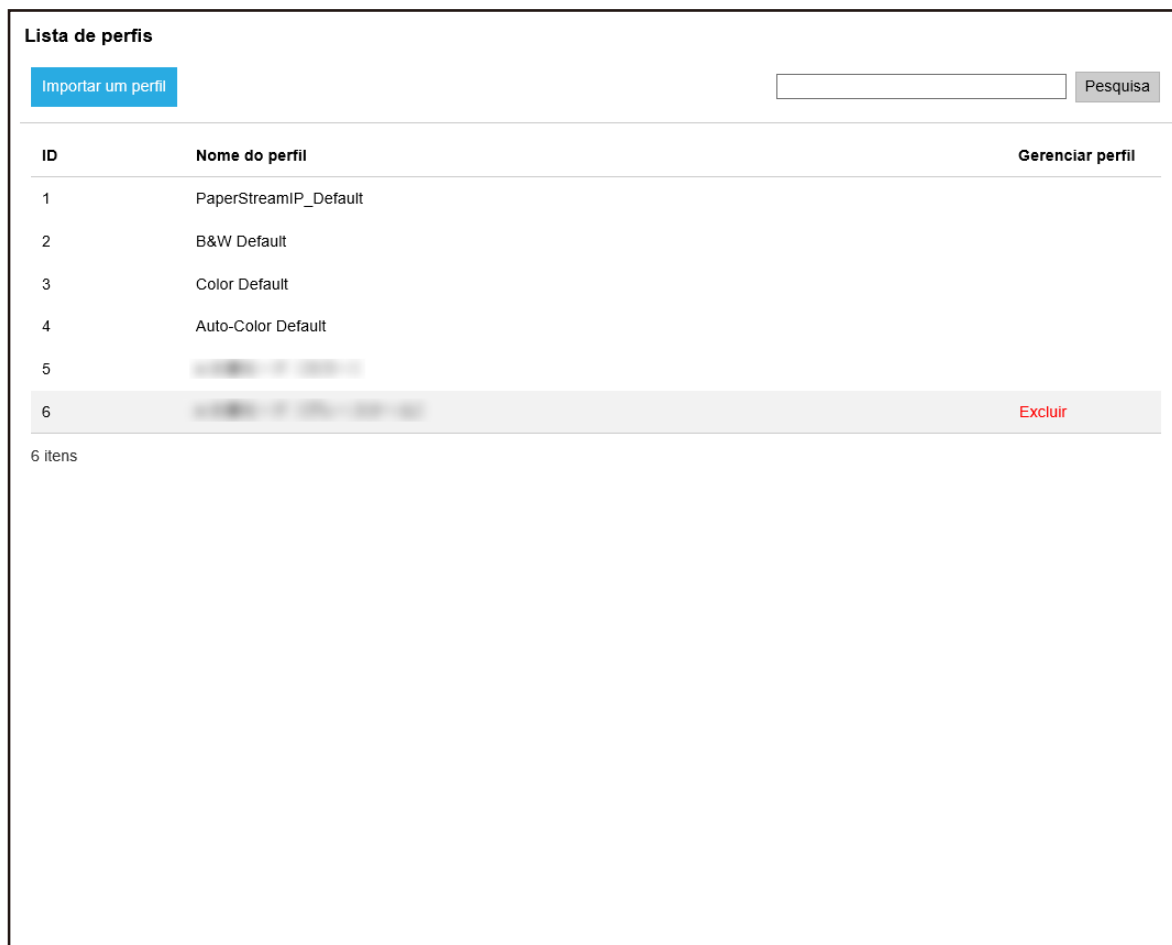 Lista de perfis
Importar um perfil Pesquisa
ID Nome do perfil Gerenciar perfil
1 PaperStreamIP_Default
2 B&W Default
3 Color Default
4 Auto-Color Default
5
6 Excluir
6 itens